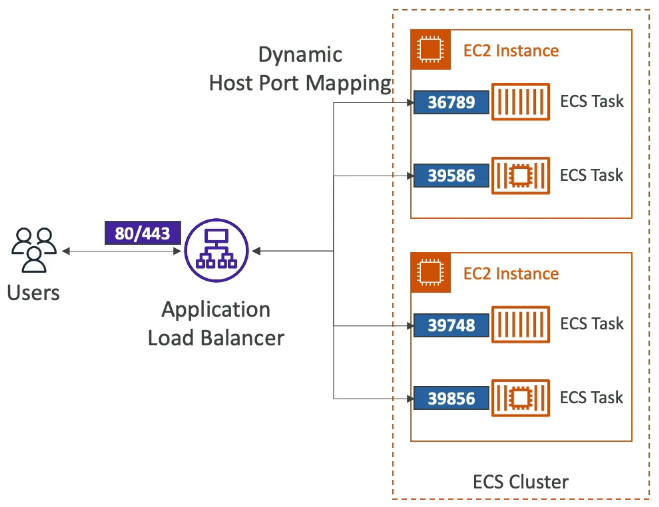 Dynamic
Host Port Mapping
EC2 Instance
36789
ECS Task
39586
ECS Task
80/443
Users
Application
Load Balancer
EC2 Instance
39748
ECS Task
39856
ECS Task
ECS Cluster